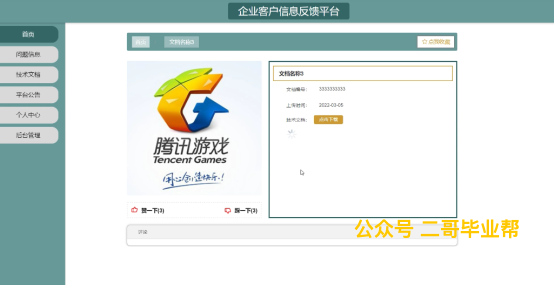 企业客户信息反馈平台
首页
问题信息
技术文档
平台公告
个人中心
后台管理
首页
文档名称3
点我收藏
腾讯游戏
Tencent Games
用心创造快乐!
赞一下(3)
踩一下(3)
文档名称3
文档编号: 3333333333
上传时间: 2022-03-05
技术文档: 点击下载
评论
公众号 二哥毕业帮